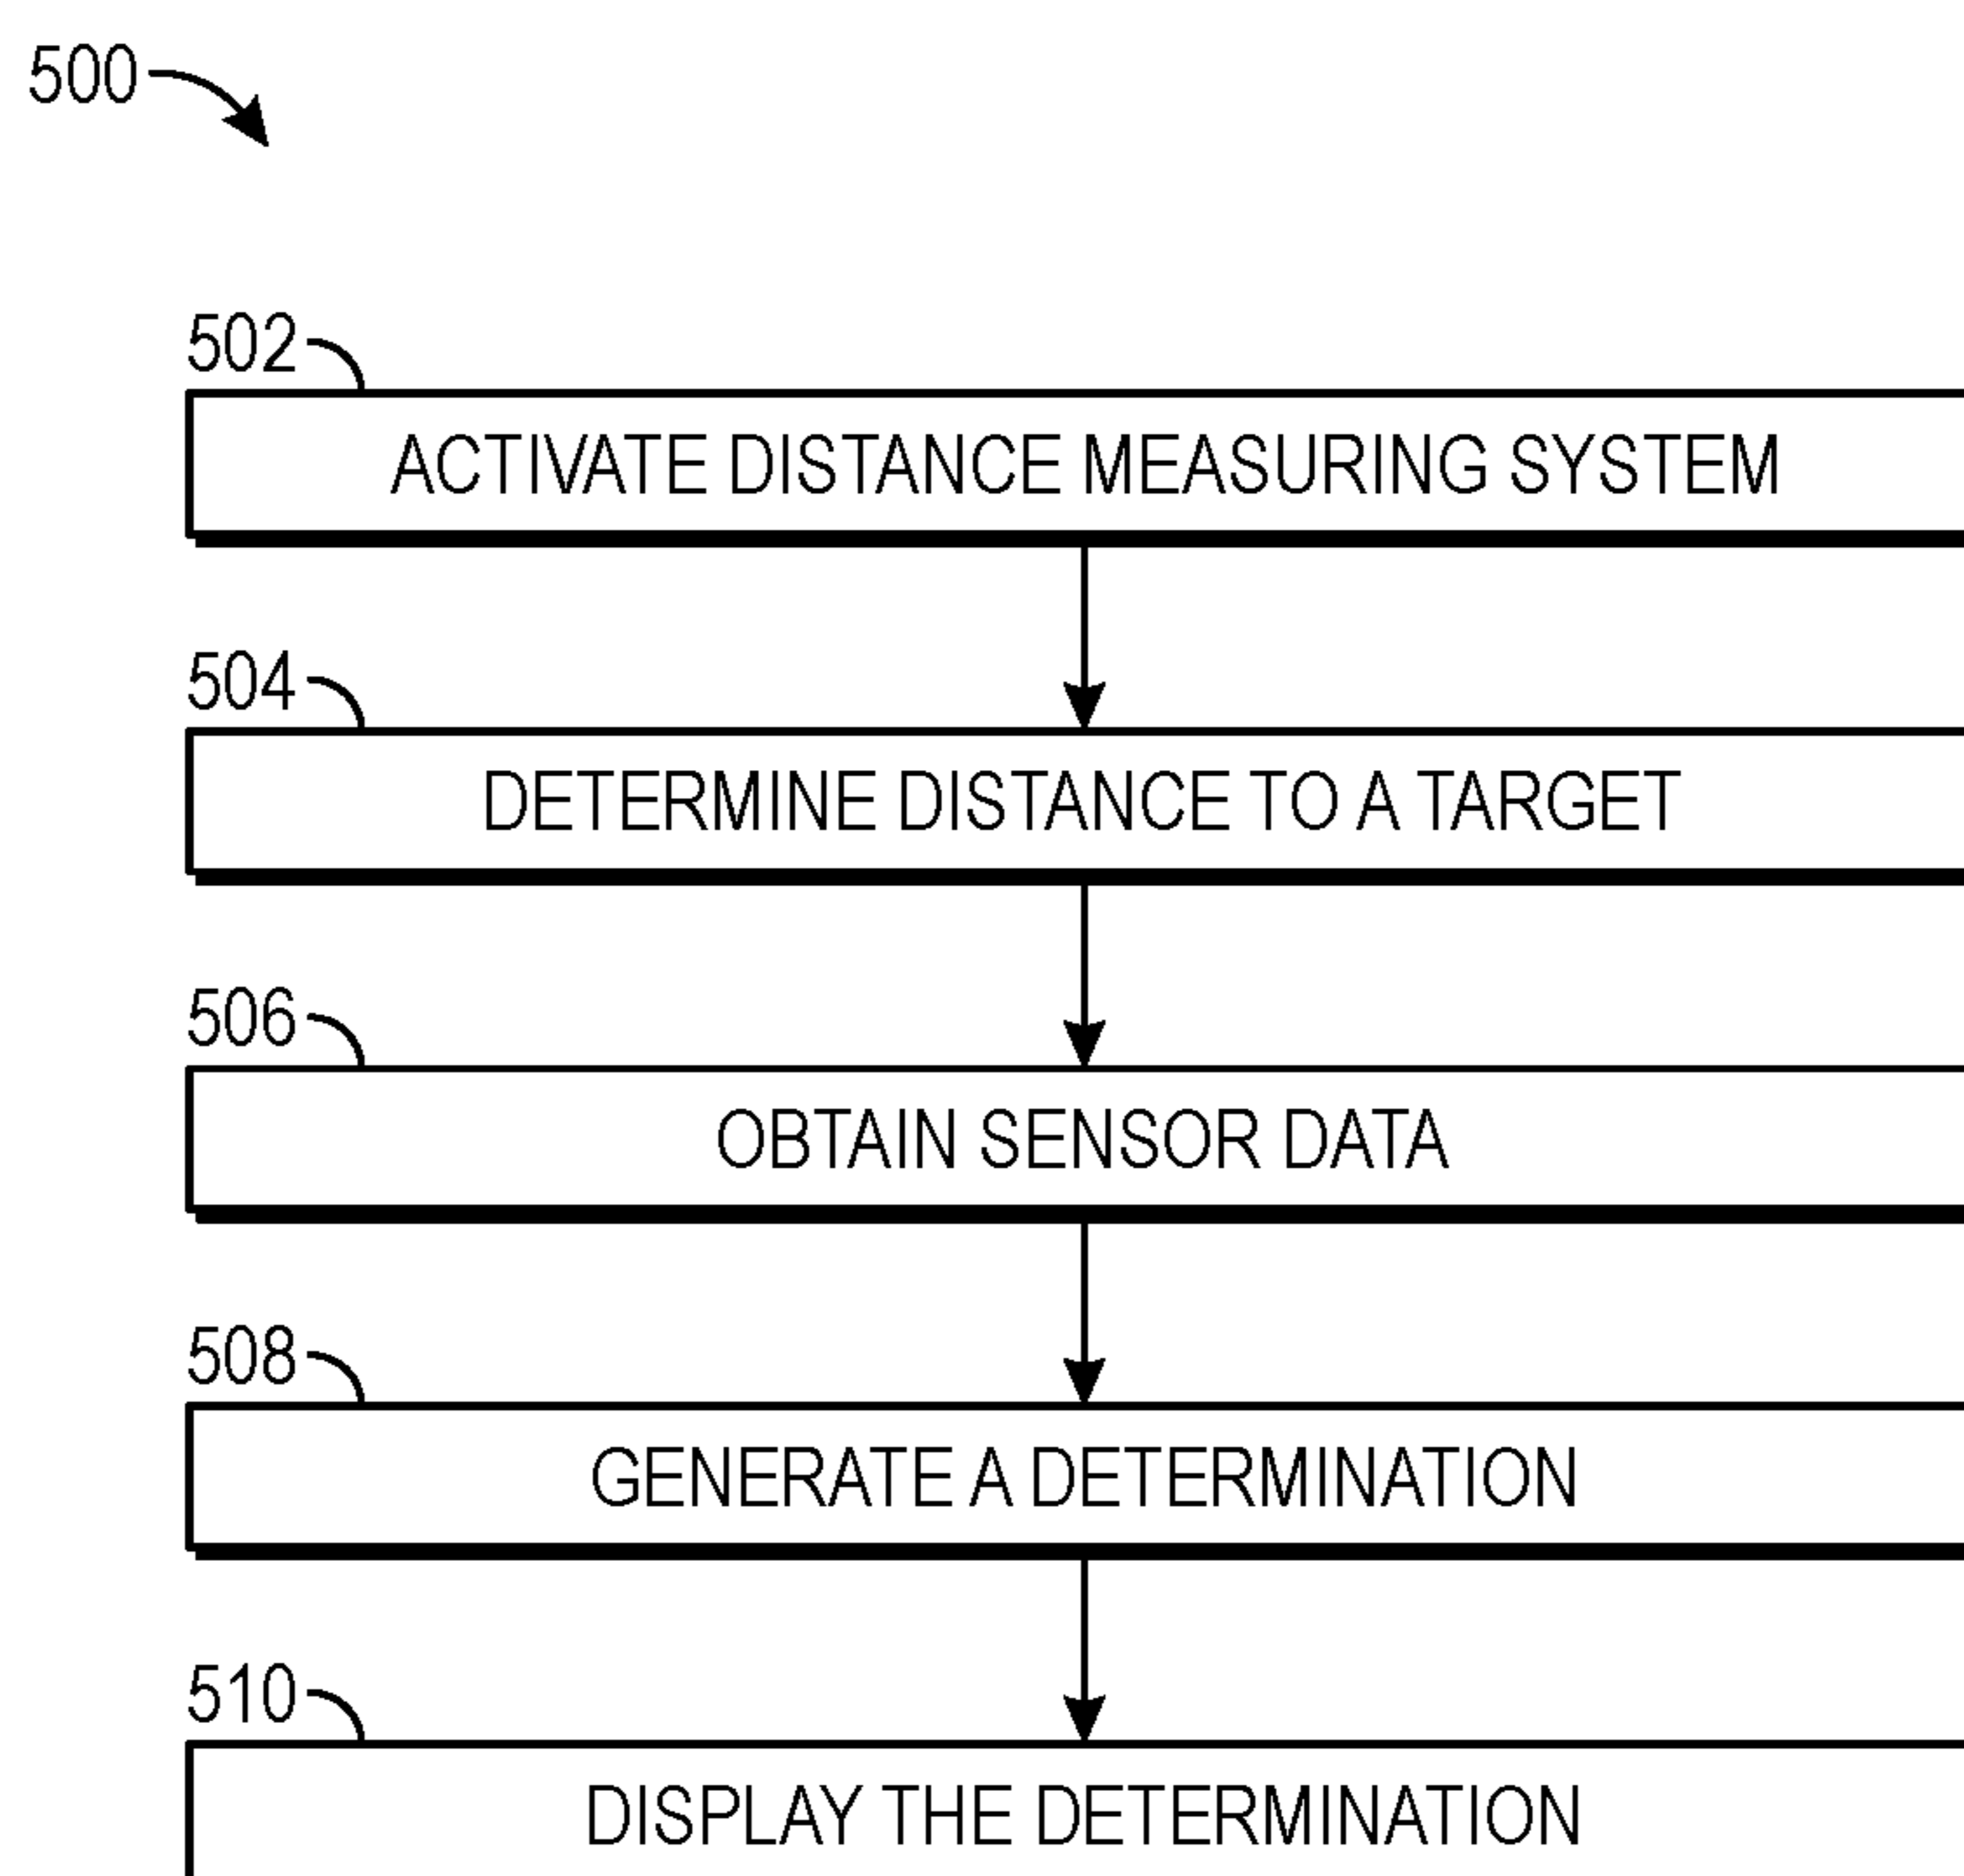 500
502
ACTIVATE DISTANCE MEASURING SYSTEM
504
DETERMINE DISTANCE TO A TARGET
506
OBTAIN SENSOR DATA
508
GENERATE A DETERMINATION
510
DISPLAY THE DETERMINATION